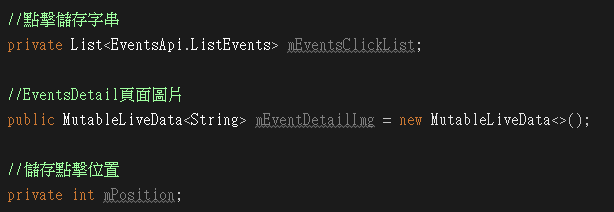 //點擊儲存字串
private List<EventsApi.ListEvents> mEventsClickList;
//EventsDetail頁面圖片
public MutableLiveData<String> mEventDetailImg = new MutableLiveData<>();
//儲存點擊位置
private int mPosition;